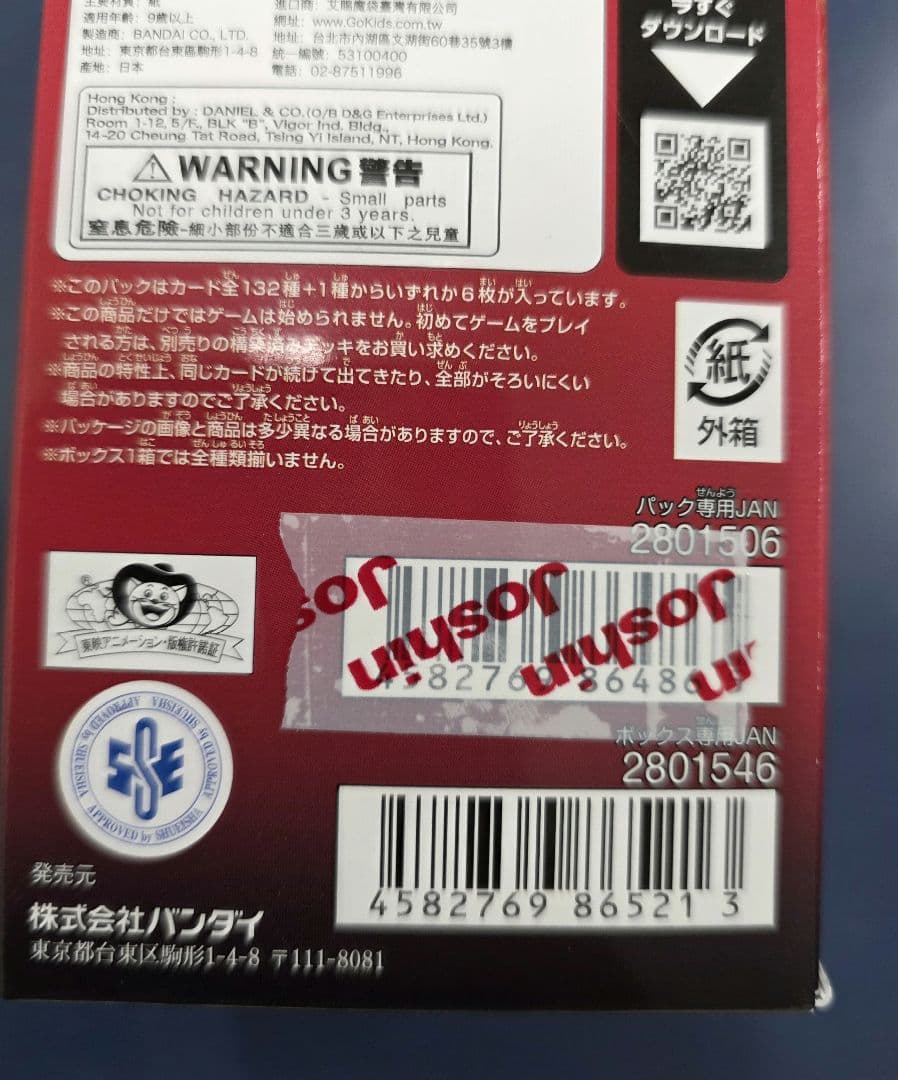 主要材質: 紙
適用年齡: 9歲以上
製造商: BANDAI CO., LTD.
地址: 東京都台東區駒形1-4-8
產地: 日本
進口商: 艾賜魔袋臺灣有限公司
網址: www.GoKids.com.tw
地址: 台北市內湖區文湖街60巷35號3樓
統一編號: 53100400
電話: 02-87511996
今すぐ
ダウンロード
Hong Kong :
Distributed by : DANIEL & CO.(O/B D&G Enterprises Ltd.)
Room 1-12, 5/F., BLK "B", Vigor Ind. Bldg.,
14-20 Cheung Tat Road, Tsing Yi Island, NT, Hong Kong.
⚠WARNING 警告
CHOKING HAZARD - Small parts
Not for children under 3 years.
窒息危險-細小部份不適合三歲或以下之兒童
※このパックはカード全132種+1種からいずれか6枚が入っています。
※この商品だけではゲームは始められません。初めてゲームをプレイ
される方は、別売りの構築済みデッキをお買い求めください。
※商品の特性上、同じカードが続けて出てきたり、全部がそろいにくい
場合がありますのでご了承ください。
※パッケージの画像と商品は多少異なる場合がありますので、ご了承ください。
※ボックス1箱では全種類揃いません。
紙
外箱
パック専用JAN
2801506
Joshin
Joshin
Joshin
4582769 86486
東映アニメーション・版権許諾証
®
ボックス専用JAN
2801546
4582769 865213
SSE
APPROVED by SHUEISHA APPROVED by SHUEISHA APPROVED by SHUEISHA
発売元
株式会社バンダイ
東京都台東区駒形1-4-8 〒111-8081